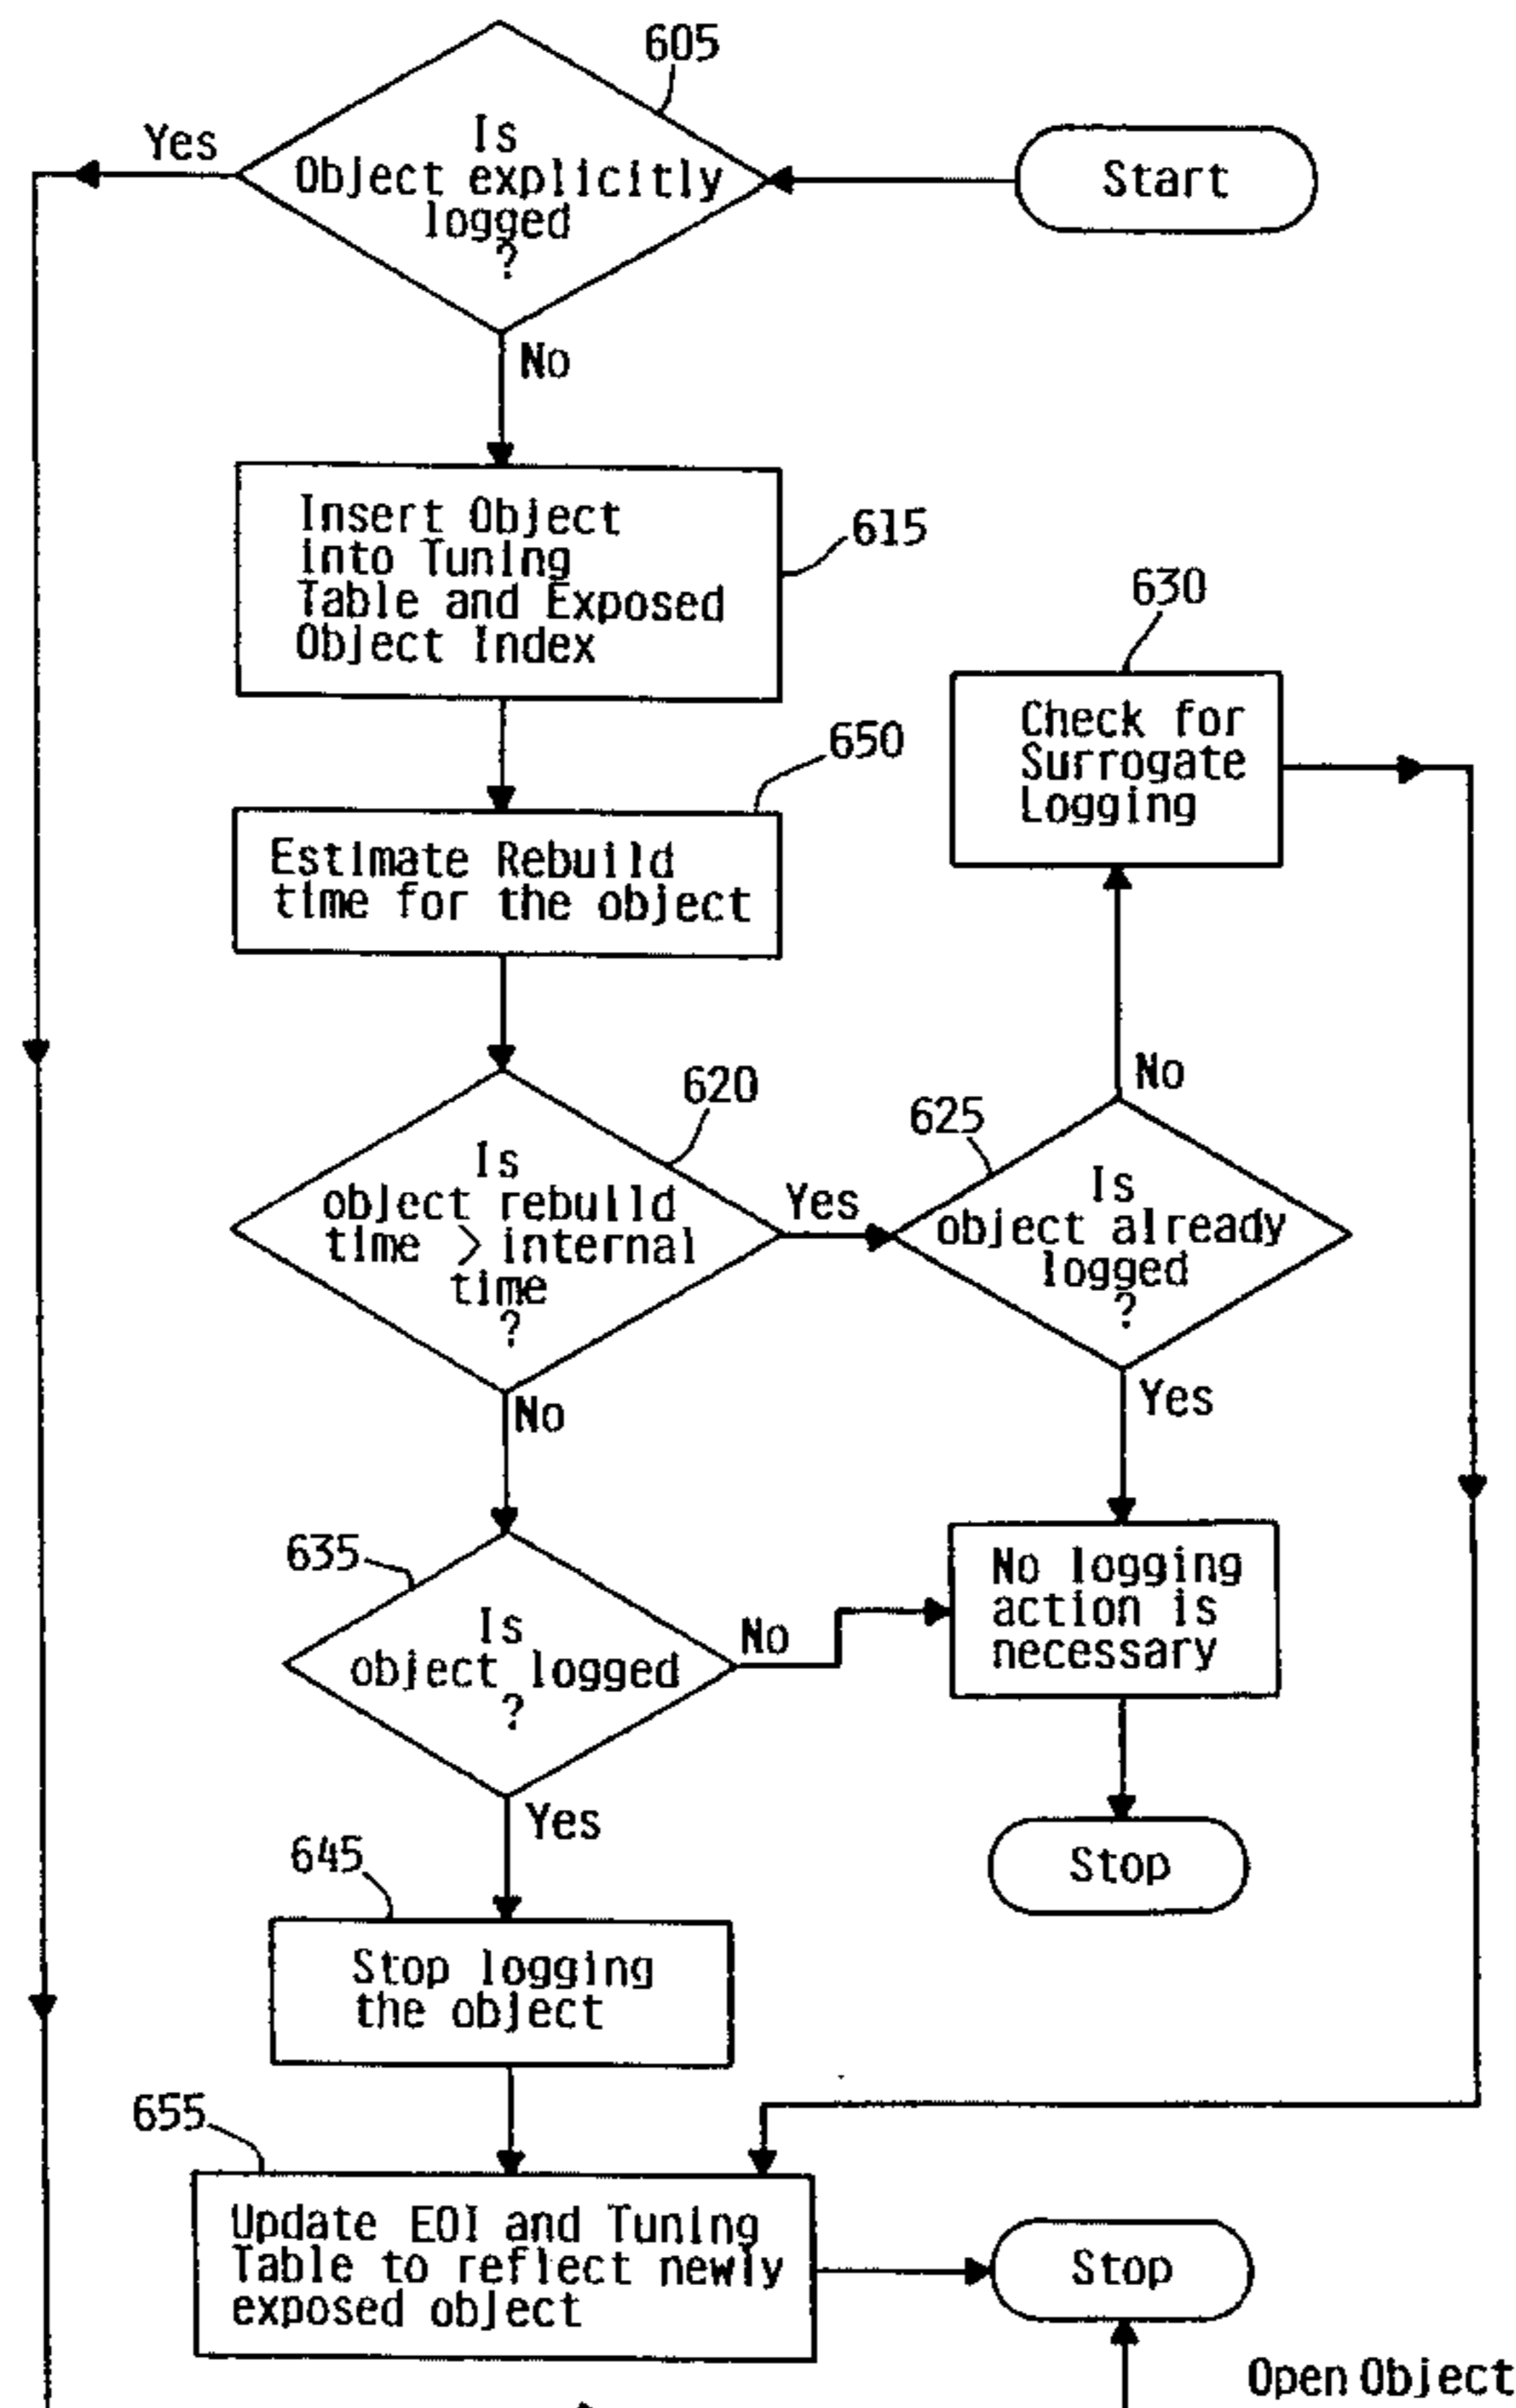 605
Yes
Is
Object explicitly
logged
?
Start
No
Insert Object
into Tuning
Table and Exposed
Object Index
615
630
Check for
Surrogate
Logging
650
Estimate Rebuild
time for the object
No
620
625
Is
object rebuild
time > internal
time
?
Yes
Is
object already
logged
?
No
Yes
635
Is
object logged
?
No
No logging
action is
necessary
Yes
Stop
645
Stop logging
the object
655
Update EOI and Tuning
Table to reflect newly
exposed object
Stop
Open Object